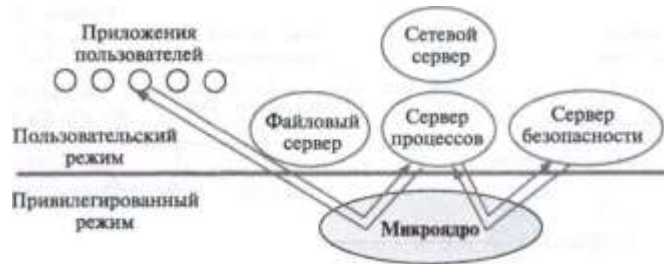 Приложения
пользователей
Сетевой
сервер
Файловый
сервер
Сервер
процессов
Сервер
безопасности
Пользовательский
режим
Привилегированный
режим
Микроядро